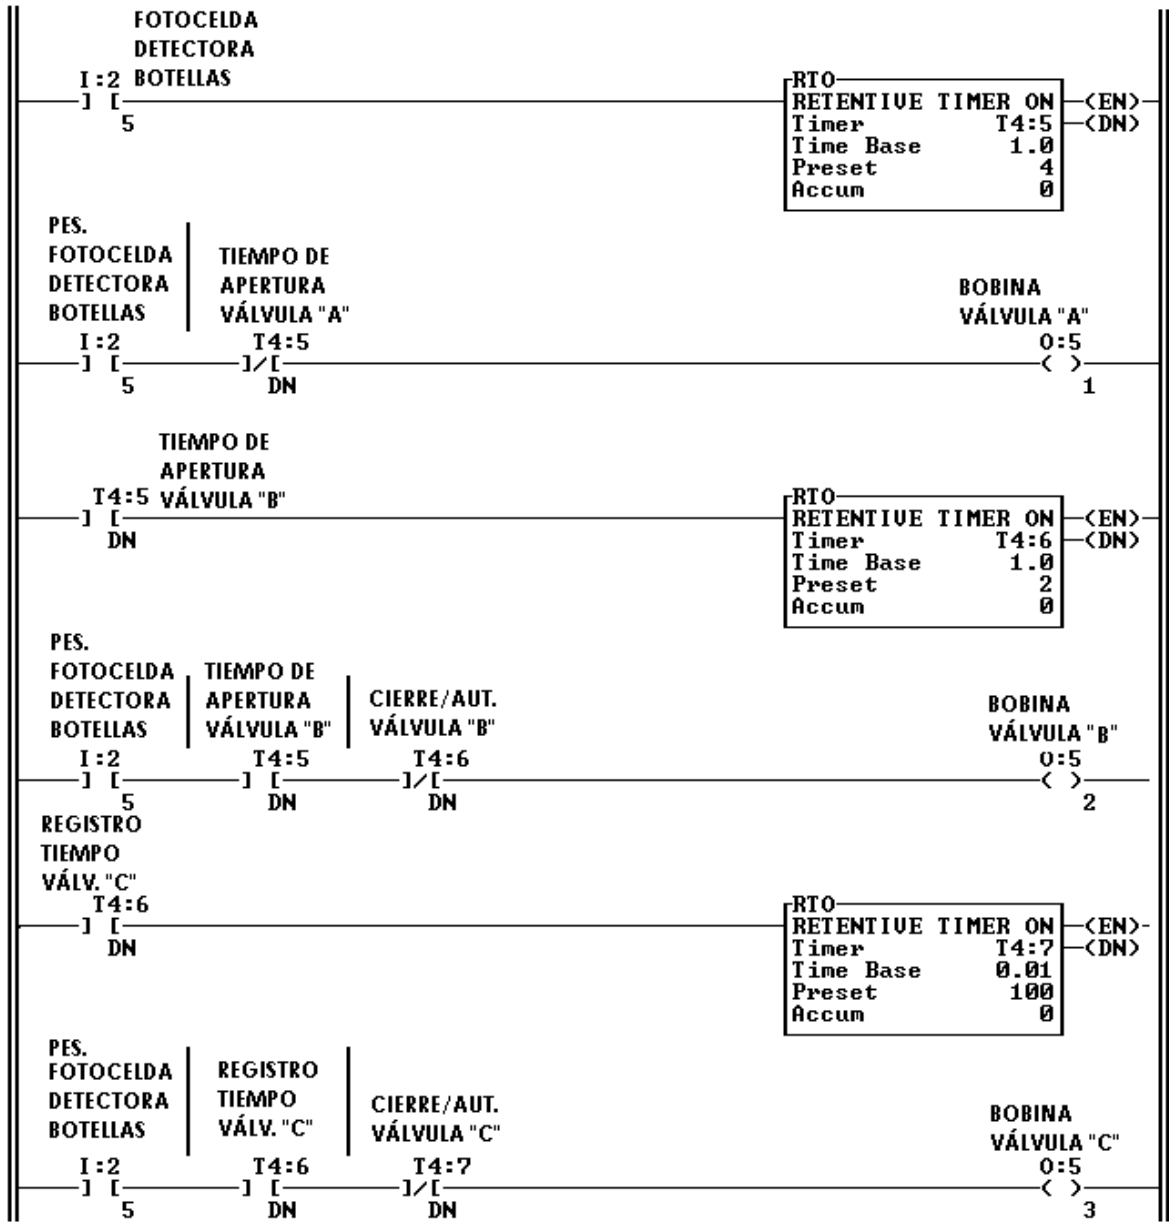 FOTOCELDA
DETECTORA
BOTELLAS
I:2
] [
5
RTO
RETENTIVE TIMER ON (EN)
Timer T4:5 (DN)
Time Base 1.0
Preset 4
Accum 0
PES.
FOTOCELDA
DETECTORA
BOTELLAS
I:2
] [
5
TIEMPO DE
APERTURA
VÁLVULA "A"
T4:5
]/[
DN
BOBINA
VÁLVULA "A"
O:5
( )
1
TIEMPO DE
APERTURA
VÁLVULA "B"
T4:5
] [
DN
RTO
RETENTIVE TIMER ON (EN)
Timer T4:6 (DN)
Time Base 1.0
Preset 2
Accum 0
PES.
FOTOCELDA
DETECTORA
BOTELLAS
I:2
] [
5
TIEMPO DE
APERTURA
VÁLVULA "B"
T4:5
] [
DN
CIERRE/AUT.
VÁLVULA "B"
T4:6
]/[
DN
BOBINA
VÁLVULA "B"
O:5
( )
2
REGISTRO
TIEMPO
VÁLV. "C"
T4:6
] [
DN
RTO
RETENTIVE TIMER ON (EN)
Timer T4:7 (DN)
Time Base 0.01
Preset 100
Accum 0
PES.
FOTOCELDA
DETECTORA
BOTELLAS
I:2
] [
5
REGISTRO
TIEMPO
VÁLV. "C"
T4:6
] [
DN
CIERRE/AUT.
VÁLVULA "C"
T4:7
]/[
DN
BOBINA
VÁLVULA "C"
O:5
( )
3